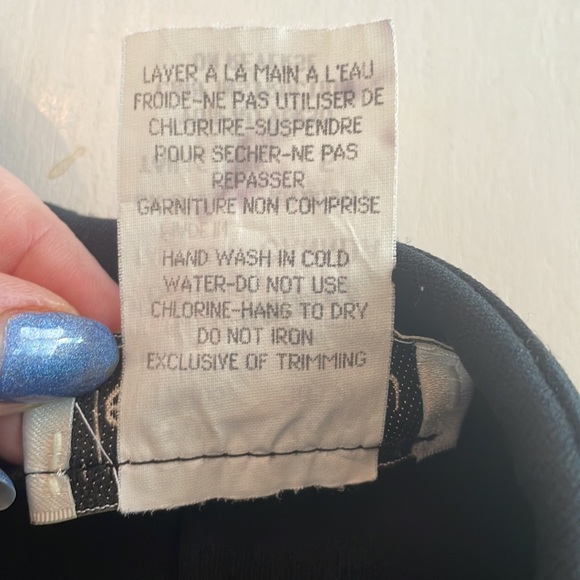 LAVER A LA MAIN A L'EAU
FROIDE-NE PAS UTILISER DE
CHLORURE-SUSPENDRE
POUR SECHER-NE PAS
REPASSER
GARNITURE NON COMPRISE
HAND WASH IN COLD
WATER-DO NOT USE
CHLORINE-HANG TO DRY
DO NOT IRON
EXCLUSIVE OF TRIMMING